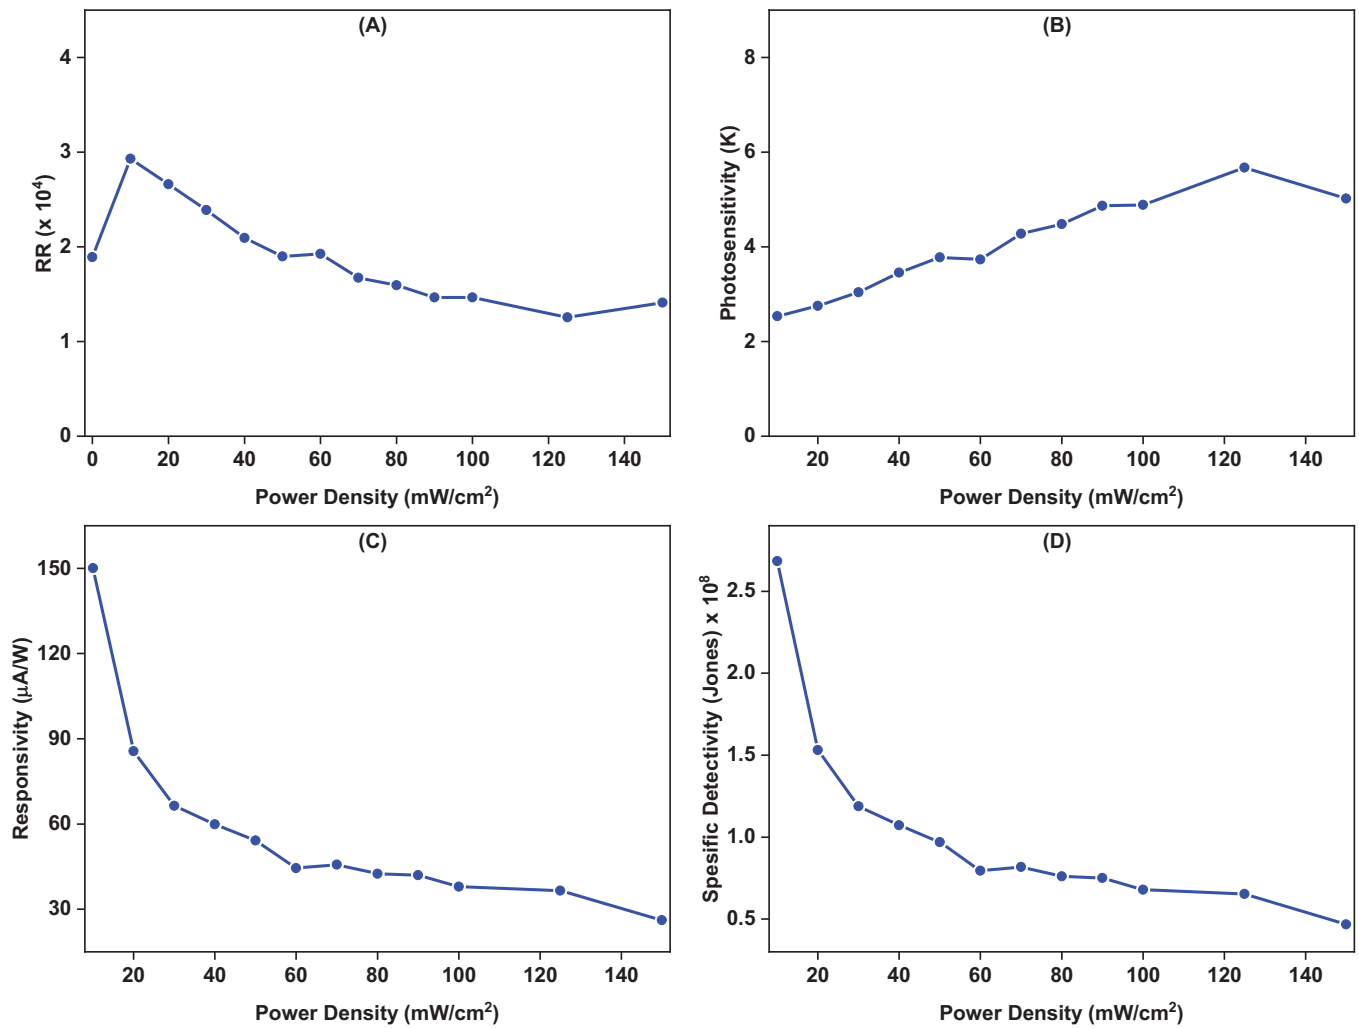 (A)
4
3
2
1
0
RR (x 10⁴)
0 20 40 60 80 100 120 140
Power Density (mW/cm²)
(B)
8
6
4
2
0
Photosensitivity (K)
20 40 60 80 100 120 140
Power Density (mW/cm²)
(C)
150
120
90
60
30
Responsivity (μA/W)
20 40 60 80 100 120 140
Power Density (mW/cm²)
(D)
2.5
2.0
1.5
1.0
0.5
Spesific Detectivity (Jones) x 10⁸
20 40 60 80 100 120 140
Power Density (mW/cm²)